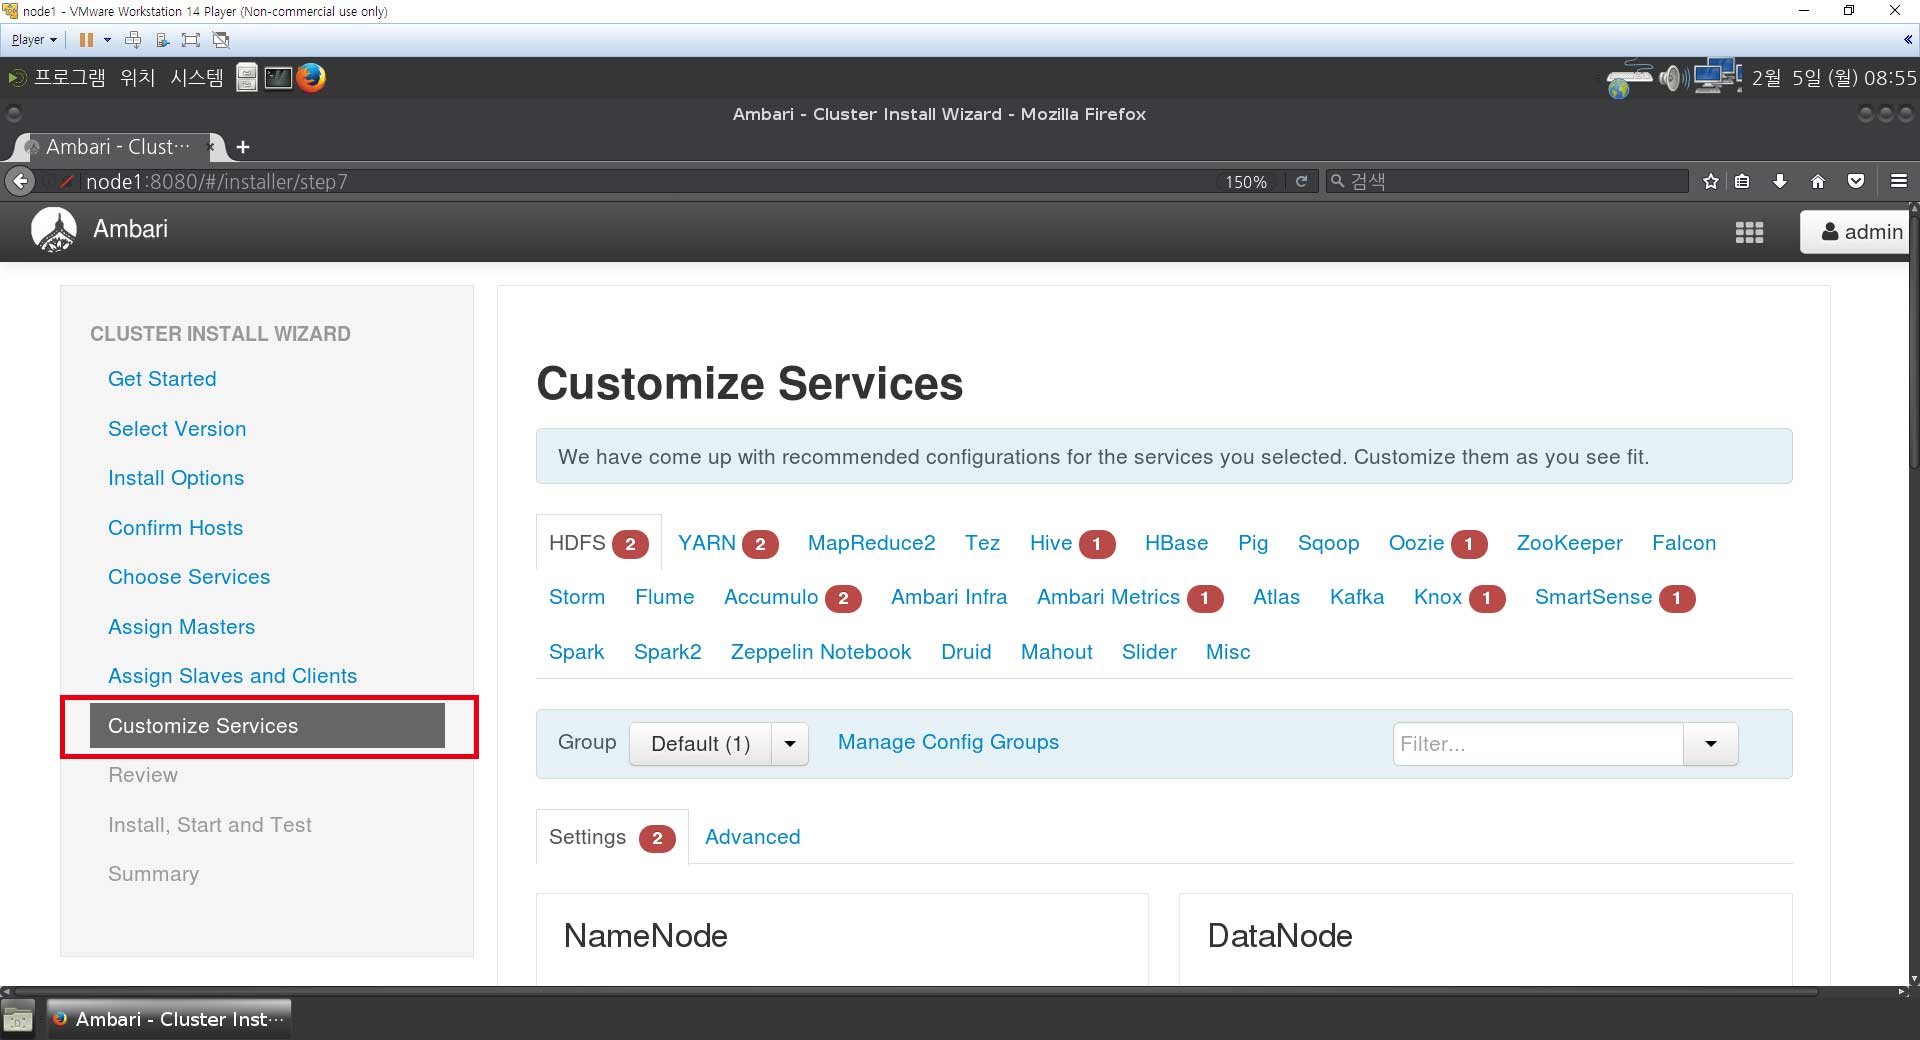 node1 - VMware Workstation 14 Player (Non-commercial use only)
Player
프로그램 위치 시스템
2월 5일 (월) 08:55
Ambari - Cluster Install Wizard - Mozilla Firefox
Ambari - Clust···
node1:8080/#/installer/step7
150%
검색
Ambari
admin
CLUSTER INSTALL WIZARD
Get Started
Select Version
Install Options
Confirm Hosts
Choose Services
Assign Masters
Assign Slaves and Clients
Customize Services
Review
Install, Start and Test
Summary
Customize Services
We have come up with recommended configurations for the services you selected. Customize them as you see fit.
HDFS 2 YARN 2 MapReduce2 Tez Hive 1 HBase Pig Sqoop Oozie 1 ZooKeeper Falcon
Storm Flume Accumulo 2 Ambari Infra Ambari Metrics 1 Atlas Kafka Knox 1 SmartSense 1
Spark Spark2 Zeppelin Notebook Druid Mahout Slider Misc
Group Default (1) Manage Config Groups Filter...
Settings 2 Advanced
NameNode
DataNode
Ambari - Cluster Inst···